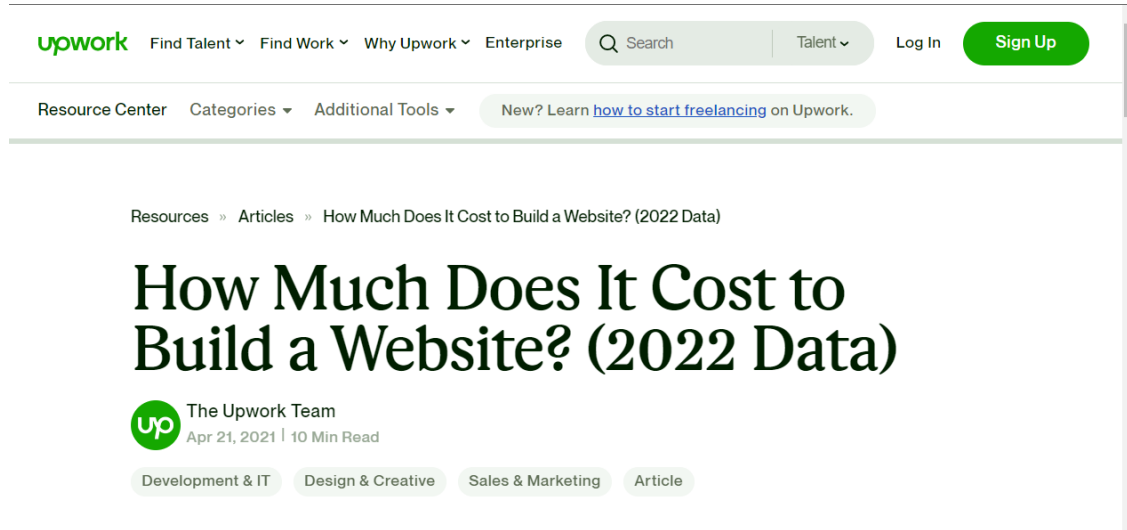 upwork Find Talent Find Work Why Upwork Enterprise Search Talent Log In Sign Up
Resource Center Categories Additional Tools New? Learn how to start freelancing on Upwork.
Resources » Articles » How Much Does It Cost to Build a Website? (2022 Data)
How Much Does It Cost to
Build a Website? (2022 Data)
up
The Upwork Team
Apr 21, 2021 | 10 Min Read
Development & IT Design & Creative Sales & Marketing Article